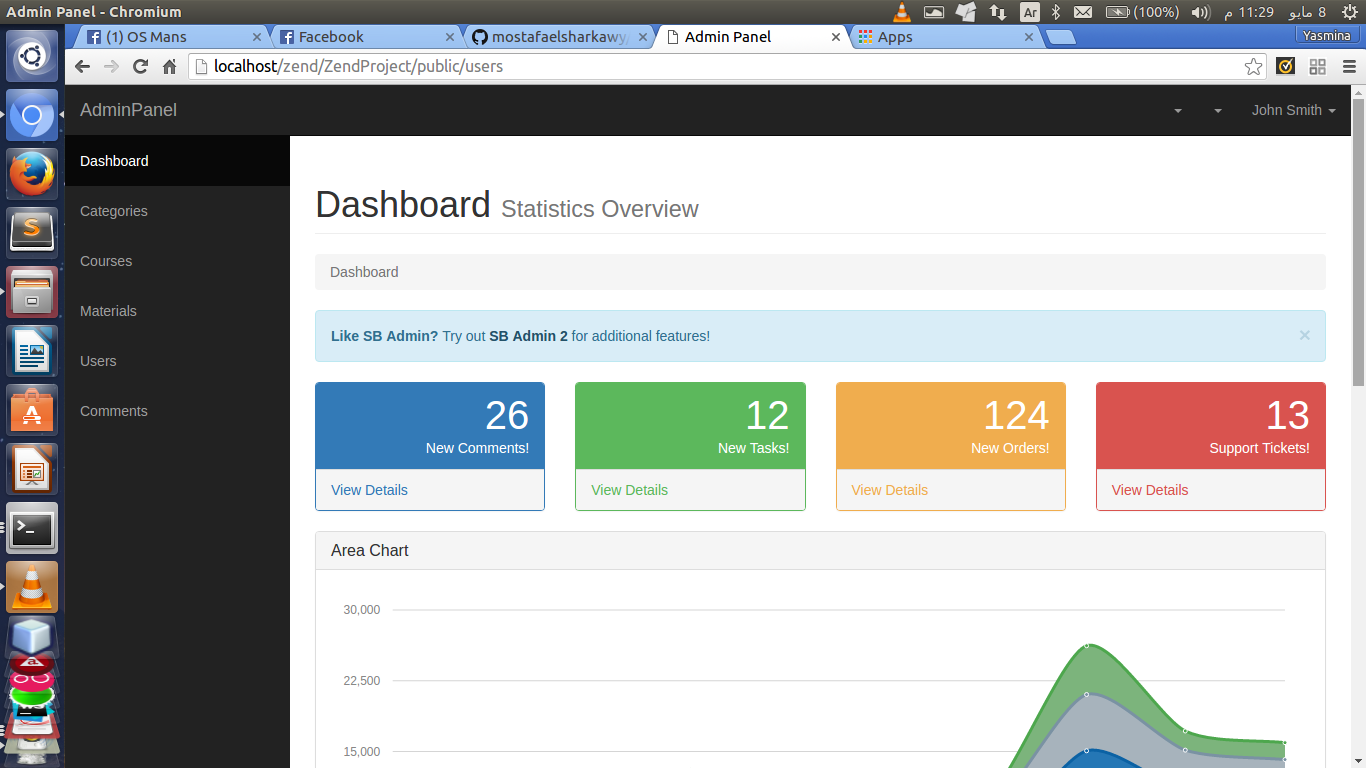 Admin Panel - Chromium
Ar
(100%)
11:29 م
8 مايو
(1) OS Mans
Facebook
mostafaelsharkawy
Admin Panel
Apps
Yasmina
localhost/zend/ZendProject/public/users
AdminPanel
John Smith
Dashboard
Categories
Courses
Materials
Users
Comments
Dashboard Statistics Overview
Dashboard
Like SB Admin? Try out SB Admin 2 for additional features!
×
26
New Comments!
View Details
12
New Tasks!
View Details
124
New Orders!
View Details
13
Support Tickets!
View Details
Area Chart
30,000
22,500
15,000